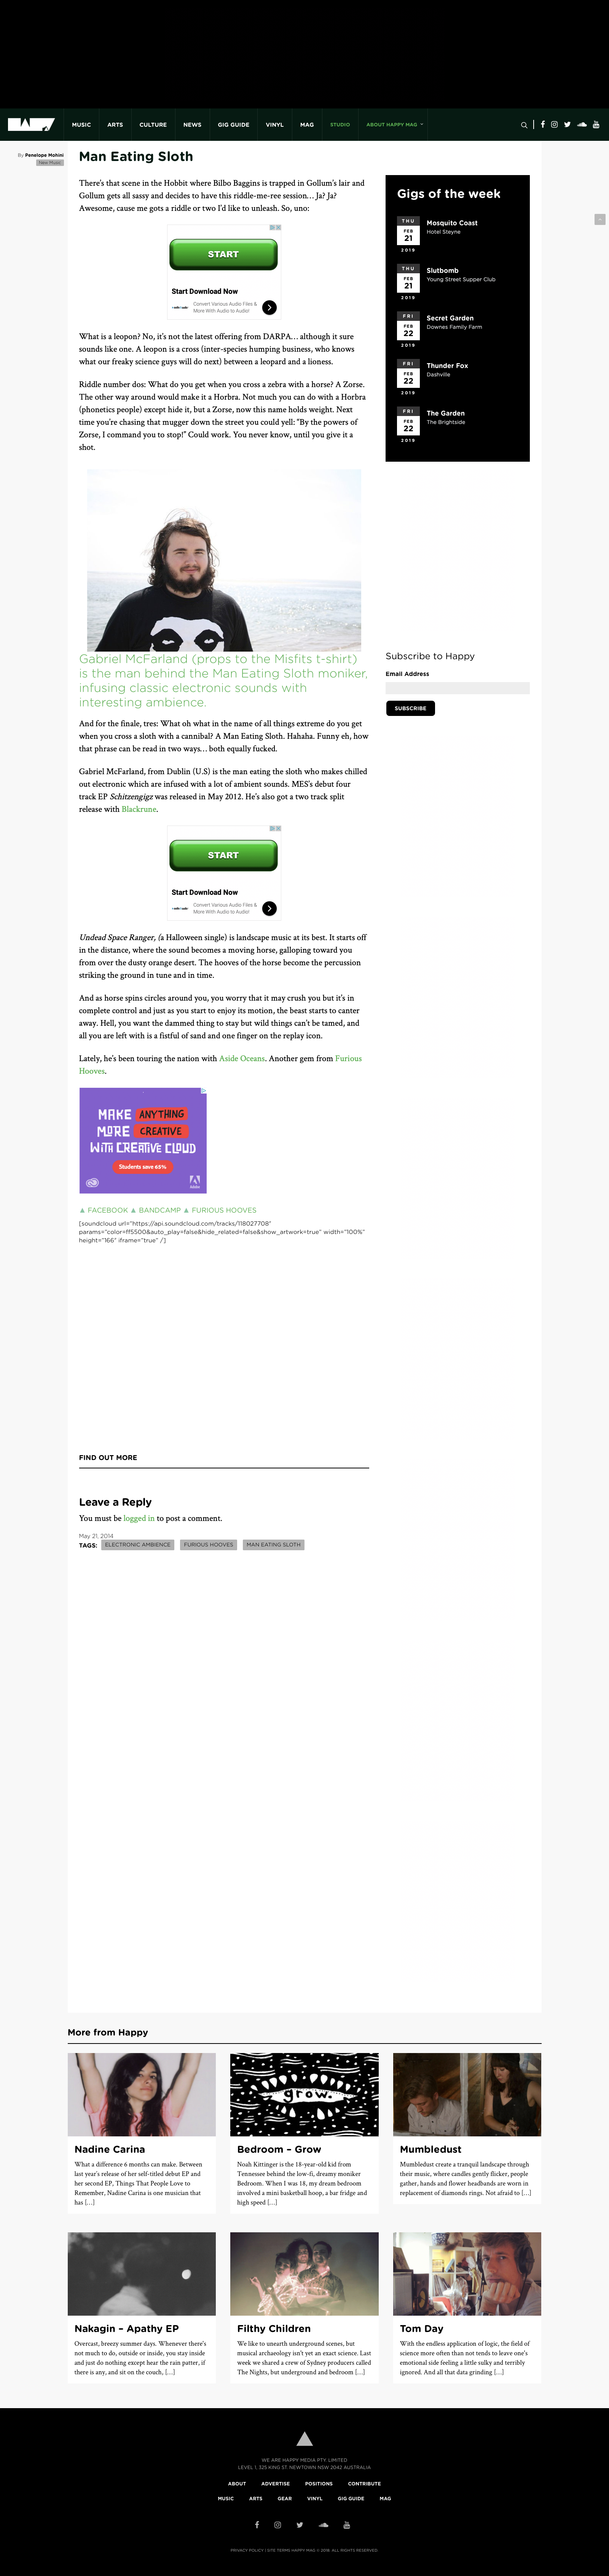 HAPPY
MUSIC ARTS CULTURE NEWS GIG GUIDE VINYL MAG STUDIO ABOUT HAPPY MAG
By Penelope Mohini
New Music
Man Eating Sloth
There's that scene in the Hobbit where Bilbo Baggins is trapped in Gollum's lair and
Gollum gets all sassy and decides to have this riddle-me-ree session… Ja? Ja?
Awesome, cause me gots a riddle or two I'd like to unleash. So, uno:
START
Start Download Now
Convert Various Audio Files &
More With Audio to Audio!
What is a leopon? No, it's not the latest offering from DARPA… although it sure
sounds like one. A leopon is a cross (inter-species humping business, who knows
what our freaky science guys will do next) between a leopard and a lioness.
Riddle number dos: What do you get when you cross a zebra with a horse? A Zorse.
The other way around would make it a Horbra. Not much you can do with a Horbra
(phonetics people) except hide it, but a Zorse, now this name holds weight. Next
time you're chasing that mugger down the street you could yell: "By the powers of
Zorse, I command you to stop!" Could work. You never know, until you give it a
shot.
Gabriel McFarland (props to the Misfits t-shirt)
is the man behind the Man Eating Sloth moniker,
infusing classic electronic sounds with
interesting ambience.
And for the finale, tres: What oh what in the name of all things extreme do you get
when you cross a sloth with a cannibal? A Man Eating Sloth. Hahaha. Funny eh, how
that phrase can be read in two ways… both equally fucked.
Gabriel McFarland, from Dublin (U.S) is the man eating the sloth who makes chilled
out electronic which are infused with a lot of ambient sounds. MES's debut four
track EP Schitzengigz was released in May 2012. He's also got a two track split
release with Blackrune.
START
Start Download Now
Convert Various Audio Files &
More With Audio to Audio!
Undead Space Ranger, (a Halloween single) is landscape music at its best. It starts off
in the distance, where the sound becomes a moving horse, galloping toward you
from over the dusty orange desert. The hooves of the horse become the percussion
striking the ground in tune and in time.
And as horse spins circles around you, you worry that it may crush you but it's in
complete control and just as you start to enjoy its motion, the beast starts to canter
away. Hell, you want the dammed thing to stay but wild things can't be tamed, and
all you are left with is a fistful of sand and one finger on the replay icon.
Lately, he's been touring the nation with Aside Oceans. Another gem from Furious
Hooves.
MAKE ANYTHING
MORE CREATIVE
WITH CREATIVE CLOUD
Students save 65%
Adobe
▲ FACEBOOK ▲ BANDCAMP ▲ FURIOUS HOOVES
[soundcloud url="https://api.soundcloud.com/tracks/118027708"
params="color=ff5500&auto_play=false&hide_related=false&show_artwork=true" width="100%"
height="166" iframe="true" /]
FIND OUT MORE
Leave a Reply
You must be logged in to post a comment.
May 21, 2014
TAGS: ELECTRONIC AMBIENCE FURIOUS HOOVES MAN EATING SLOTH
Gigs of the week
THU
FEB
21
2019
Mosquito Coast
Hotel Steyne
THU
FEB
21
2019
Slutbomb
Young Street Supper Club
FRI
FEB
22
2019
Secret Garden
Downes Family Farm
FRI
FEB
22
2019
Thunder Fox
Dashville
FRI
FEB
22
2019
The Garden
The Brightside
Subscribe to Happy
Email Address
SUBSCRIBE
More from Happy
grow.
Nadine Carina
What a difference 6 months can make. Between
last year's release of her self-titled debut EP and
her second EP, Things That People Love to
Remember, Nadine Carina is one musician that
has […]
Bedroom – Grow
Noah Kittinger is the 18-year-old kid from
Tennessee behind the low-fi, dreamy moniker
Bedroom. When I was 18, my dream bedroom
involved a mini basketball hoop, a bar fridge and
high speed […]
Mumbledust
Mumbledust create a tranquil landscape through
their music, where candles gently flicker, people
gather, hands and flower headbands are worn in
replacement of diamonds rings. Not afraid to […]
Nakagin – Apathy EP
Overcast, breezy summer days. Whenever there's
not much to do, outside or inside, you stay inside
and just do nothing except hear the rain patter, if
there is any, and sit on the couch, […]
Filthy Children
We like to unearth underground scenes, but
musical archaeology isn't yet an exact science. Last
week we shared a crew of Sydney producers called
The Nights, but underground and bedroom […]
Tom Day
With the endless application of logic, the field of
science more often than not tends to leave one's
emotional side feeling a little sulky and terribly
ignored. And all that data grinding […]
WE ARE HAPPY MEDIA PTY. LIMITED
LEVEL 1, 325 KING ST. NEWTOWN NSW 2042 AUSTRALIA
ABOUT ADVERTISE POSITIONS CONTRIBUTE
MUSIC ARTS GEAR VINYL GIG GUIDE MAG
PRIVACY POLICY | SITE TERMS HAPPY MAG © 2018. ALL RIGHTS RESERVED